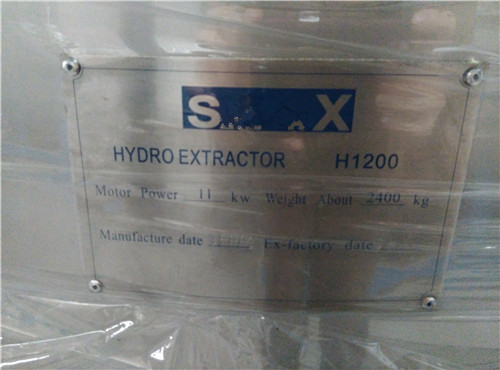 S X
HYDRO EXTRACTOR H1200
Motor Power 11 kw Weight About 2400 kg
Manufacture date Ex-factory date